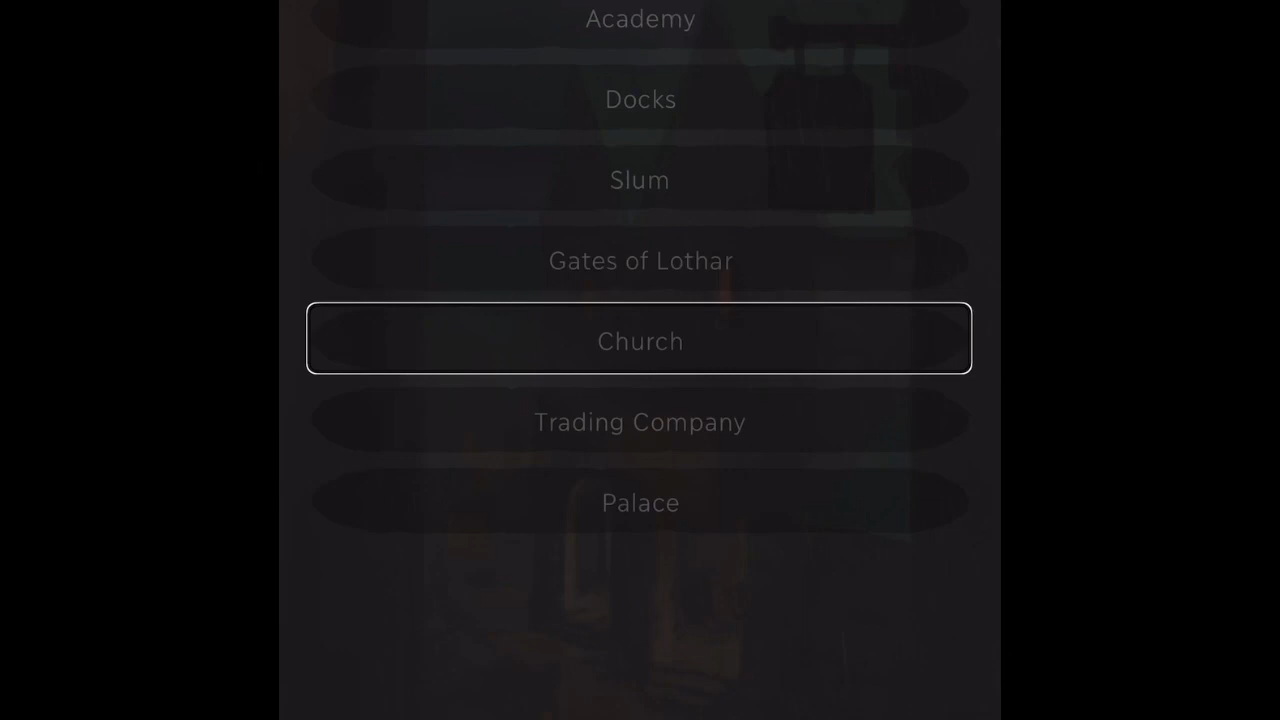 Academy
Docks
Slum
Gates of Lothar
Church
Trading Company
Palace